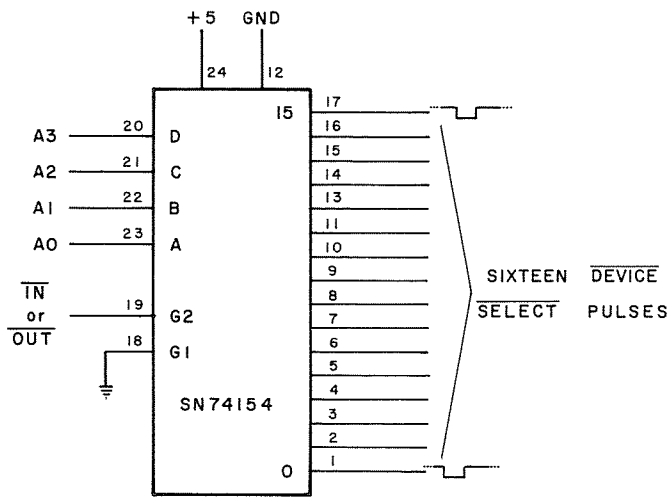 +5 GND
24 12
15 17
A3 20 D 16
15
A2 21 C 14
A1 22 B 13
11
A0 23 A 10
9
SIXTEEN DEVICE
IN
or
OUT
19 G2 8
SELECT PULSES
7
18 G1 6
5
SN74154 4
3
2
0 1